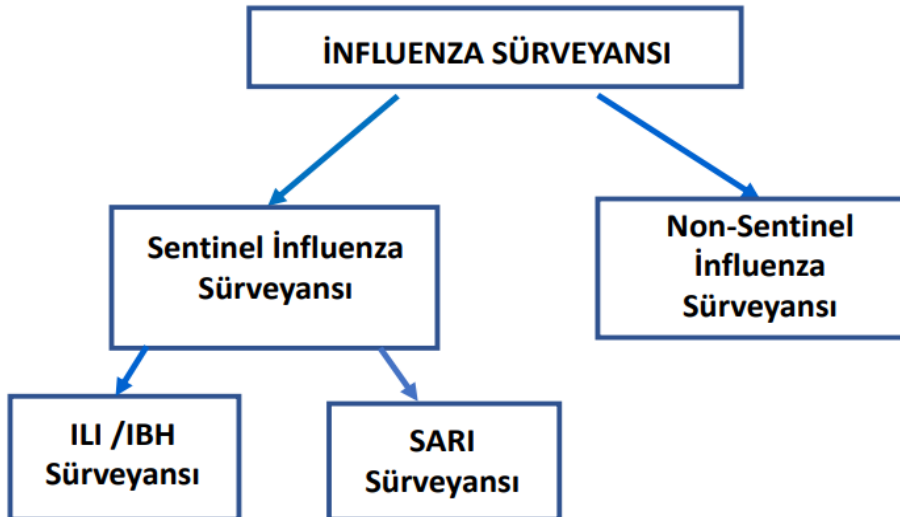 İNFLUENZA SÜRVEYANSI
Sentinel İnfluenza
Sürveyansı
Non-Sentinel
İnfluenza
Sürveyansı
ILI /IBH
Sürveyansı
SARI
Sürveyansı